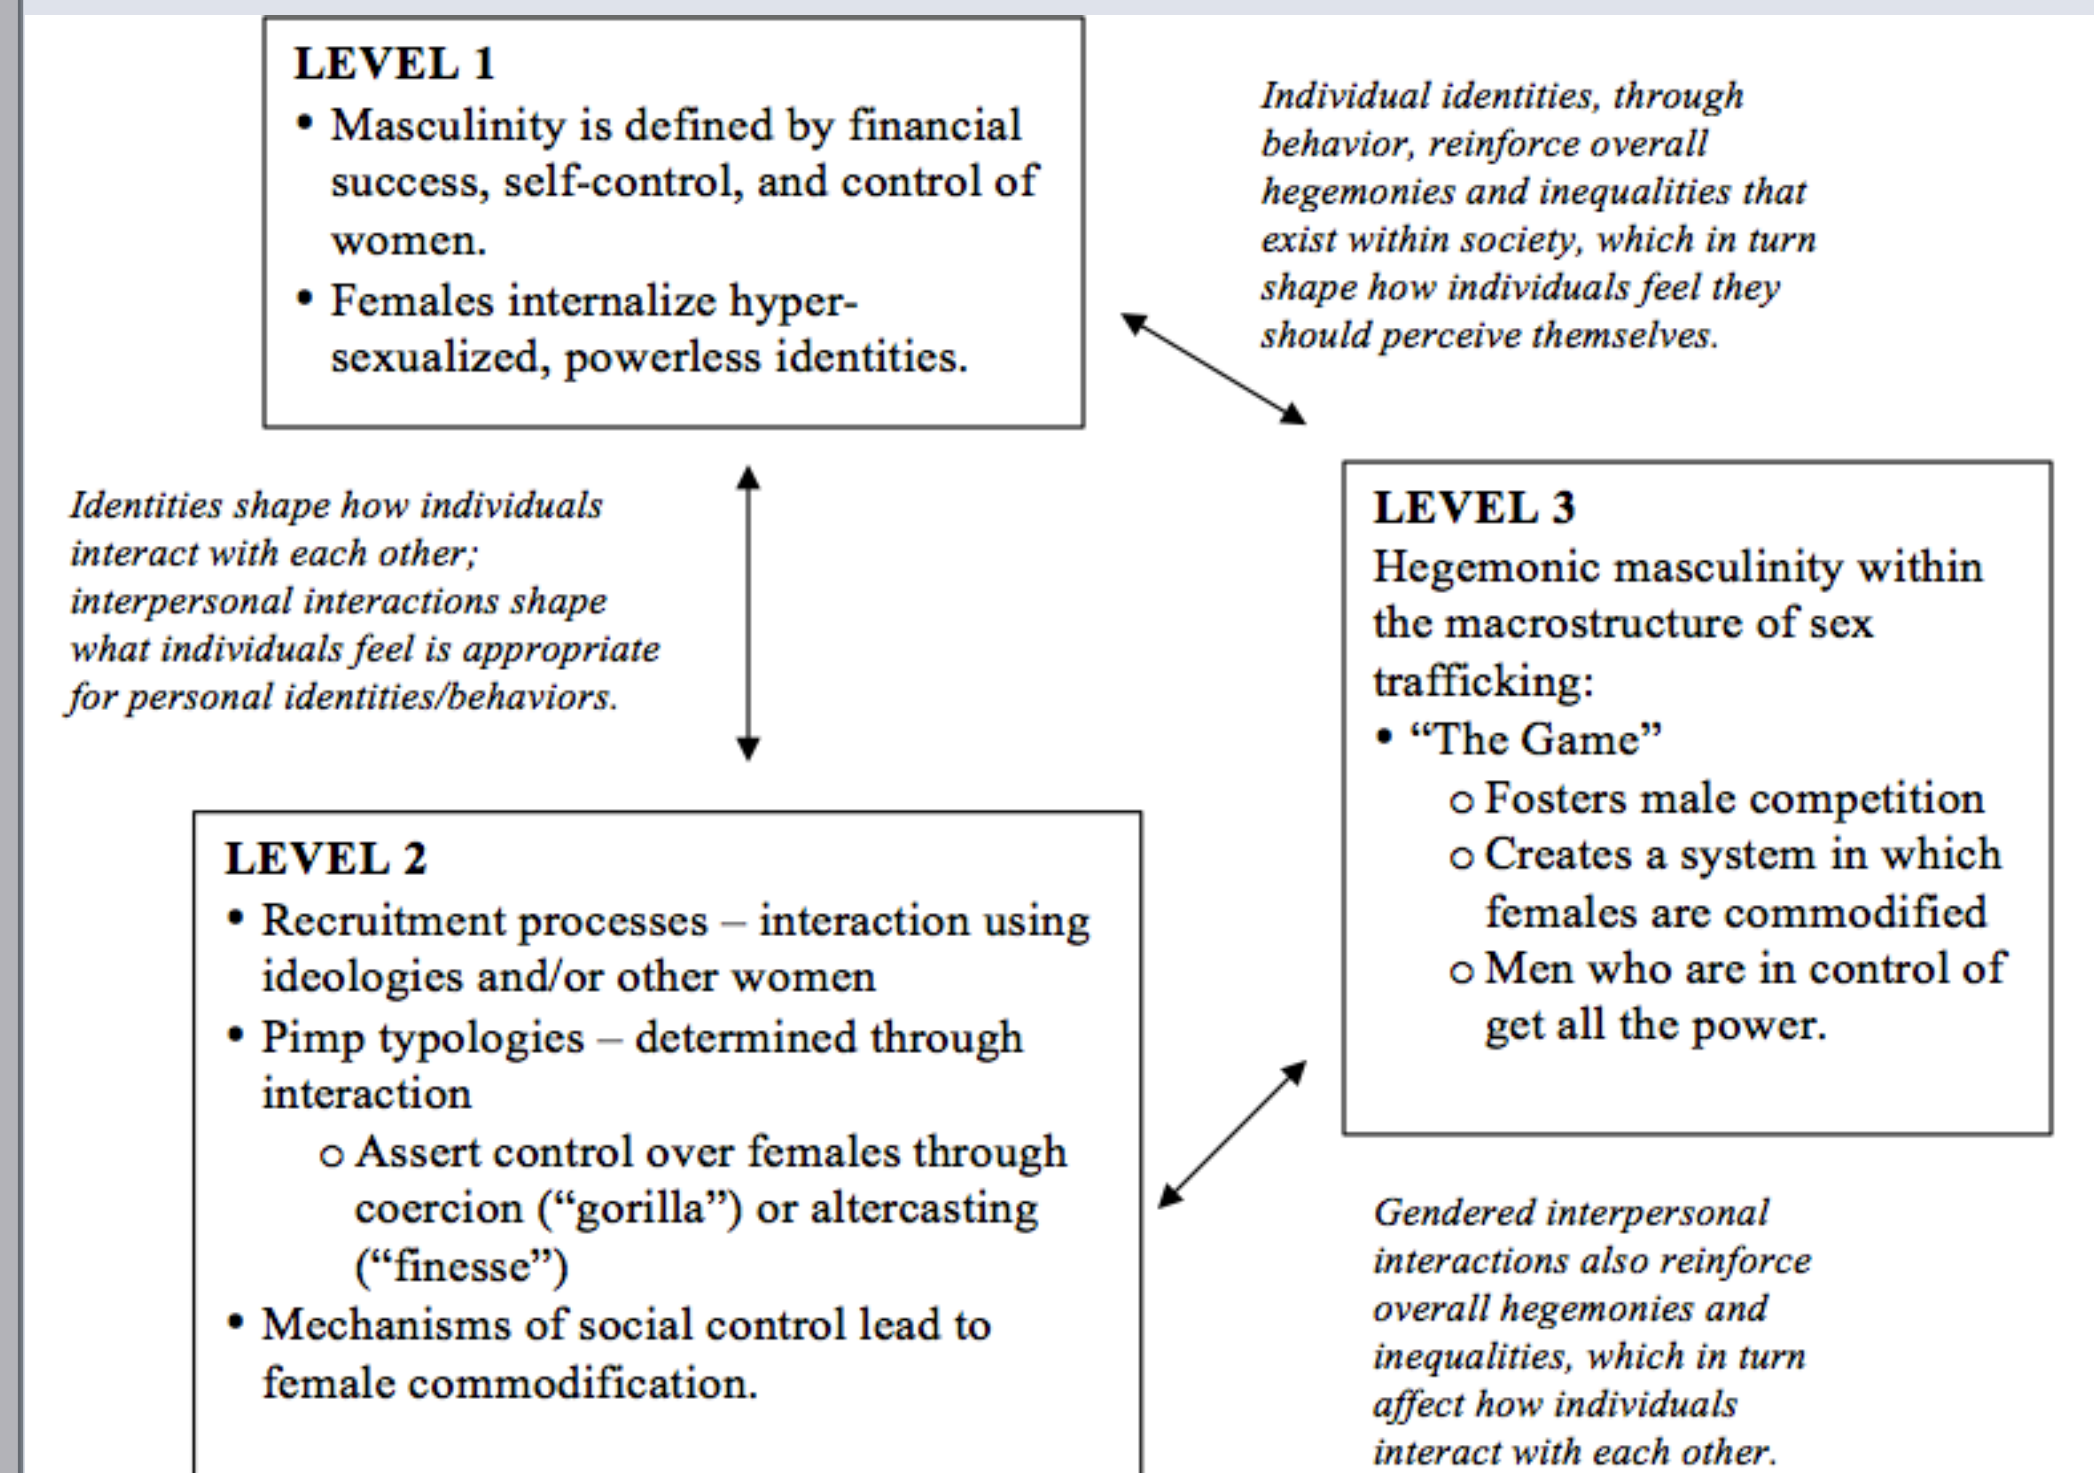 LEVEL 1
• Masculinity is defined by financial
success, self-control, and control of
women.
• Females internalize hyper-
sexualized, powerless identities.
Individual identities, through
behavior, reinforce overall
hegemonies and inequalities that
exist within society, which in turn
shape how individuals feel they
should perceive themselves.
Identities shape how individuals
interact with each other;
interpersonal interactions shape
what individuals feel is appropriate
for personal identities/behaviors.
LEVEL 3
Hegemonic masculinity within
the macrostructure of sex
trafficking:
• “The Game”
o Fosters male competition
o Creates a system in which
females are commodified
o Men who are in control of
get all the power.
LEVEL 2
• Recruitment processes – interaction using
ideologies and/or other women
• Pimp typologies – determined through
interaction
o Assert control over females through
coercion (“gorilla”) or altercasting
(“finesse”)
• Mechanisms of social control lead to
female commodification.
Gendered interpersonal
interactions also reinforce
overall hegemonies and
inequalities, which in turn
affect how individuals
interact with each other.